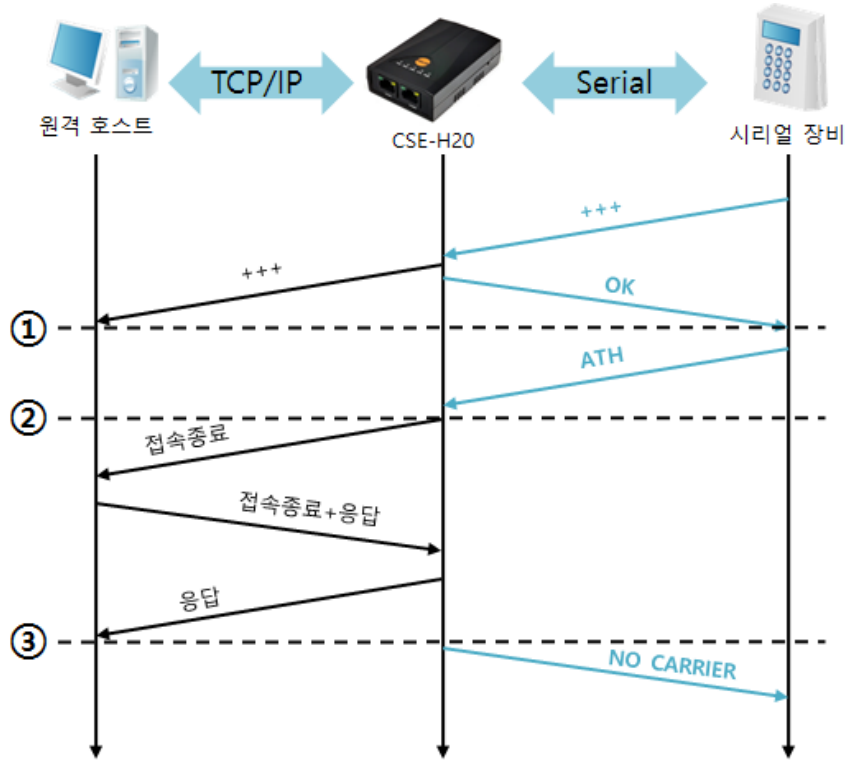 TCP/IP
Serial
원격 호스트
CSE-H20
시리얼 장비
+++
+++
OK
①
ATH
②
접속종료
접속종료+응답
응답
③
NO CARRIER